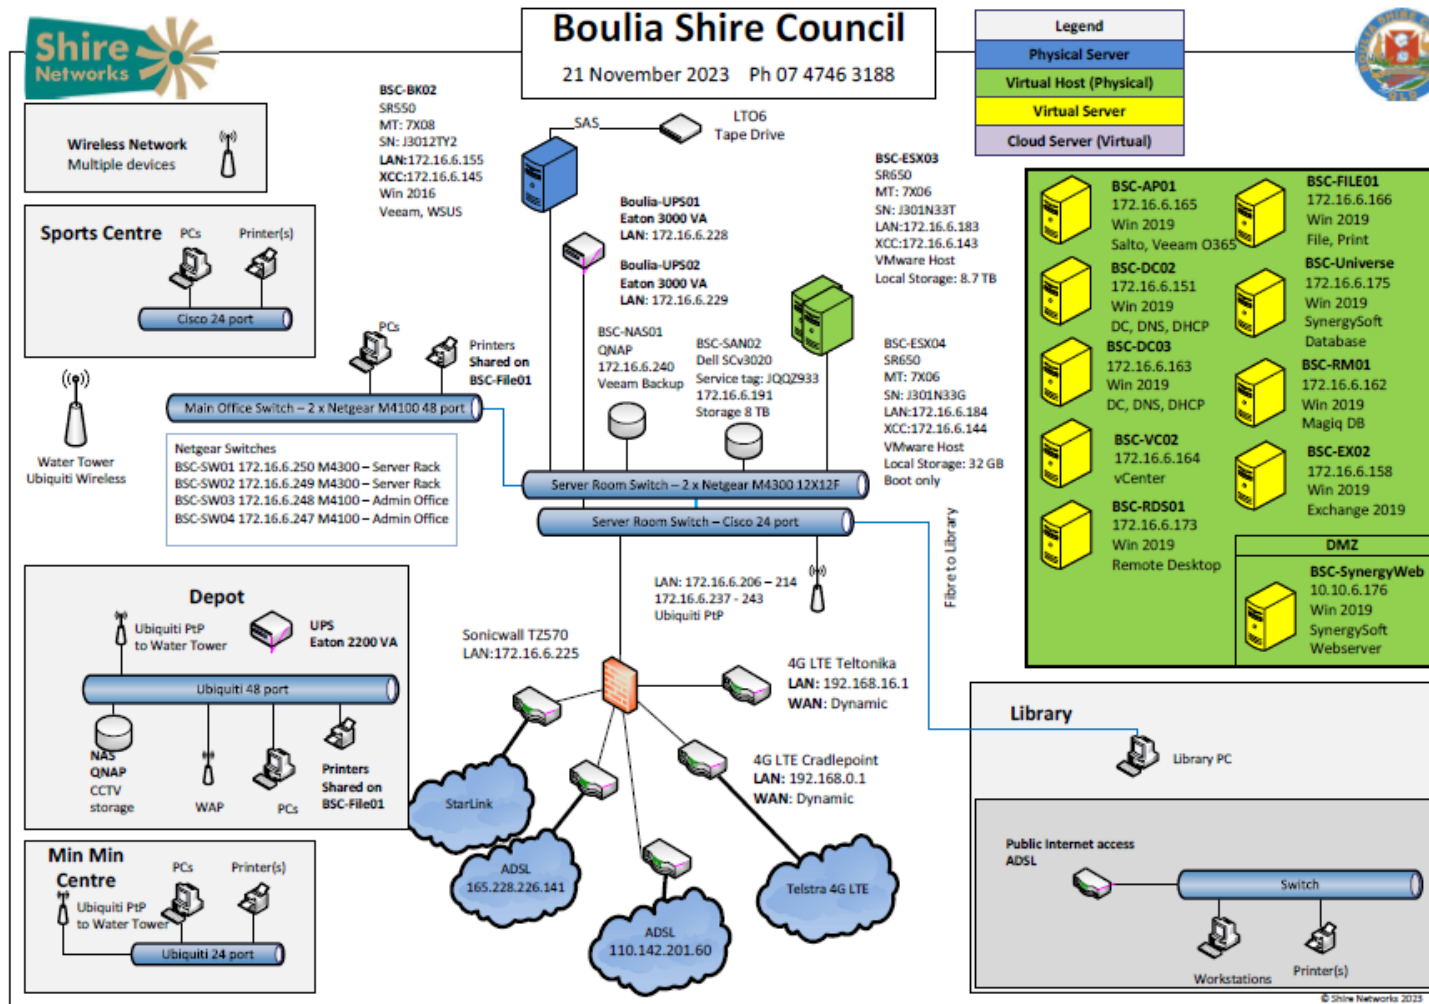 Shire
Networks
Boulia Shire Council
21 November 2023    Ph 07 4746 3188
Legend
Physical Server
Virtual Host (Physical)
Virtual Server
Cloud Server (Virtual)
Wireless Network
Multiple devices
BSC-BK02
SR550
MT: 7X08
SN: J3012TY2
LAN:172.16.6.155
XCC:172.16.6.145
Win 2016
Veeam, WSUS
SAS
LTO6
Tape Drive
Boulia-UPS01
Eaton 3000 VA
LAN: 172.16.6.228
Boulia-UPS02
Eaton 3000 VA
LAN: 172.16.6.229
BSC-ESX03
SR650
MT: 7X06
SN: J301N33T
LAN:172.16.6.183
XCC:172.16.6.143
VMware Host
Local Storage: 8.7 TB
BSC-ESX04
SR650
MT: 7X06
SN: J301N33G
LAN:172.16.6.184
XCC:172.16.6.144
VMware Host
Local Storage: 32 GB
Boot only
BSC-NAS01
QNAP
172.16.6.240
Veeam Backup
BSC-SAN02
Dell SCv3020
Service tag: JQQZ933
172.16.6.191
Storage 8 TB
Sports Centre
PCs
Printer(s)
Cisco 24 port
PCs
Printers
Shared on
BSC-File01
Main Office Switch – 2 x Netgear M4100 48 port
Water Tower
Ubiquiti Wireless
Netgear Switches
BSC-SW01 172.16.6.250 M4300 – Server Rack
BSC-SW02 172.16.6.249 M4300 – Server Rack
BSC-SW03 172.16.6.248 M4100 – Admin Office
BSC-SW04 172.16.6.247 M4100 – Admin Office
Server Room Switch – 2 x Netgear M4300 12X12F
Server Room Switch – Cisco 24 port
Fibre to Library
LAN: 172.16.6.206 – 214
172.16.6.237 - 243
Ubiquiti PtP
BSC-AP01
172.16.6.165
Win 2019
Salto, Veeam O365
BSC-DC02
172.16.6.151
Win 2019
DC, DNS, DHCP
BSC-DC03
172.16.6.163
Win 2019
DC, DNS, DHCP
BSC-VC02
172.16.6.164
vCenter
BSC-RDS01
172.16.6.173
Win 2019
Remote Desktop
BSC-FILE01
172.16.6.166
Win 2019
File, Print
BSC-Universe
172.16.6.175
Win 2019
SynergySoft
Database
BSC-RM01
172.16.6.162
Win 2019
Magiq DB
BSC-EX02
172.16.6.158
Win 2019
Exchange 2019
DMZ
BSC-SynergyWeb
10.10.6.176
Win 2019
SynergySoft
Webserver
Depot
Ubiquiti PtP
to Water Tower
UPS
Eaton 2200 VA
Ubiquiti 48 port
NAS
QNAP
CCTV
storage
WAP
PCs
Printers
Shared on
BSC-File01
Sonicwall TZ570
LAN:172.16.6.225
4G LTE Teltonika
LAN: 192.168.16.1
WAN: Dynamic
4G LTE Cradlepoint
LAN: 192.168.0.1
WAN: Dynamic
StarLink
ADSL
165.228.226.141
ADSL
110.142.201.60
Telstra 4G LTE
Min Min
Centre
PCs
Printer(s)
Ubiquiti PtP
to Water Tower
Ubiquiti 24 port
Library
Library PC
Public Internet access
ADSL
Switch
Workstations
Printer(s)
© Shire Networks 2023